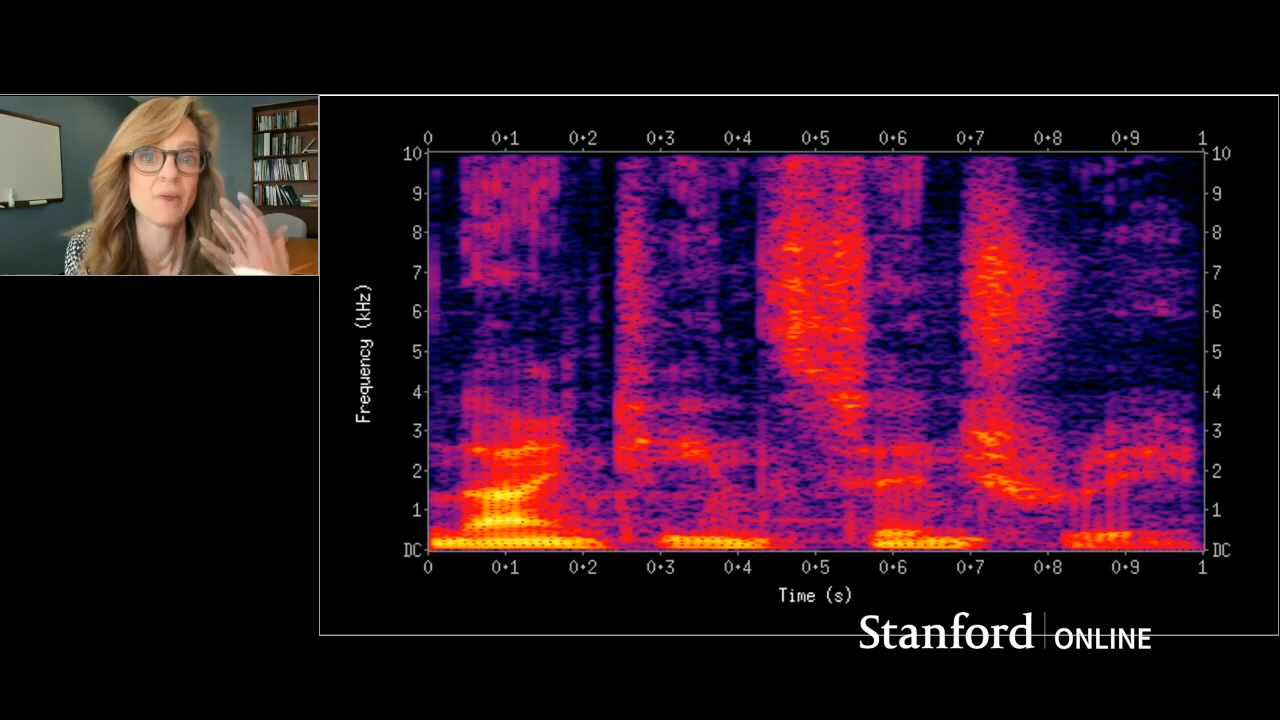 0 0.1 0.2 0.3 0.4 0.5 0.6 0.7 0.8 0.9 1
10 10
9 9
8 8
7 7
6 6
5 5
4 4
3 3
2 2
1 1
DC DC
Frequency (kHz)
0 0.1 0.2 0.3 0.4 0.5 0.6 0.7 0.8 0.9 1
Time (s)
Stanford ONLINE